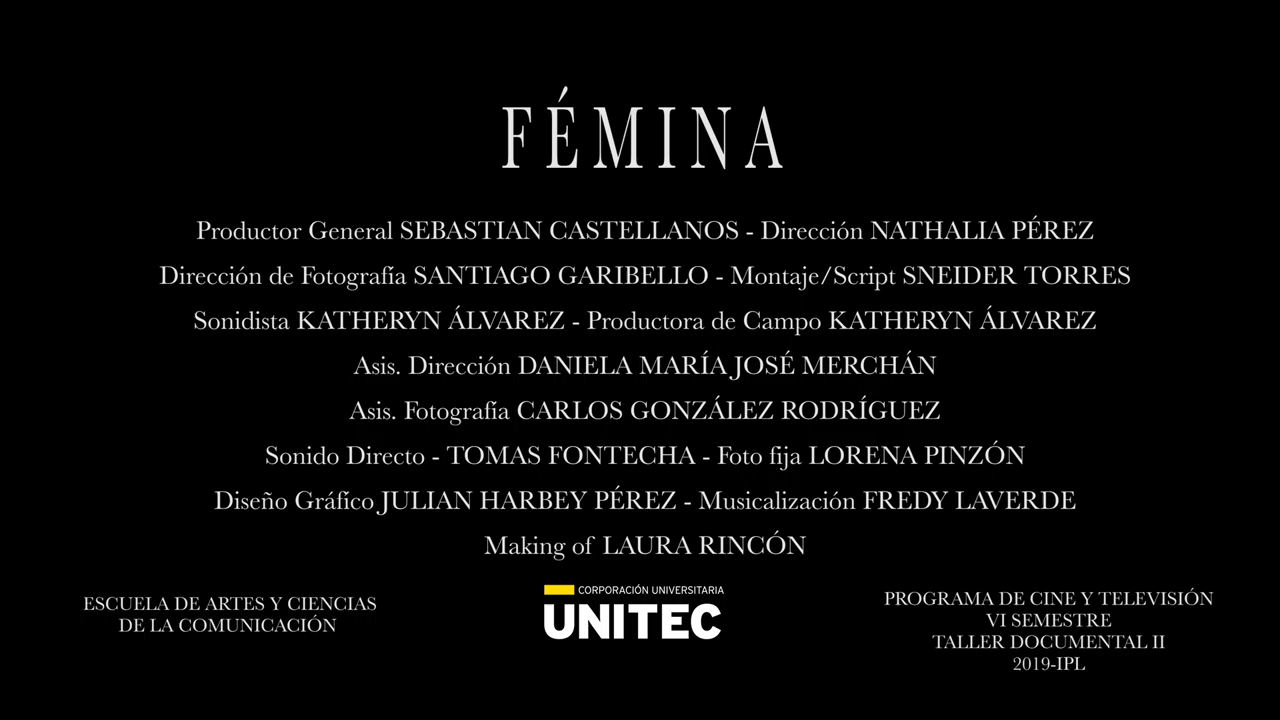 FÉMINA
Productor General SEBASTIAN CASTELLANOS - Dirección NATHALIA PÉREZ
Dirección de Fotografía SANTIAGO GARIBELLO - Montaje/Script SNEIDER TORRES
Sonidista KATHERYN ÁLVAREZ - Productora de Campo KATHERYN ÁLVAREZ
Asis. Dirección DANIELA MARÍA JOSÉ MERCHÁN
Asis. Fotografía CARLOS GONZÁLEZ RODRÍGUEZ
Sonido Directo - TOMAS FONTECHA - Foto fija LORENA PINZÓN
Diseño Gráfico JULIAN HARBEY PÉREZ - Musicalización FREDY LAVERDE
Making of LAURA RINCÓN
ESCUELA DE ARTES Y CIENCIAS
DE LA COMUNICACIÓN
CORPORACIÓN UNIVERSITARIA
UNITEC
PROGRAMA DE CINE Y TELEVISIÓN
VI SEMESTRE
TALLER DOCUMENTAL II
2019-IPL